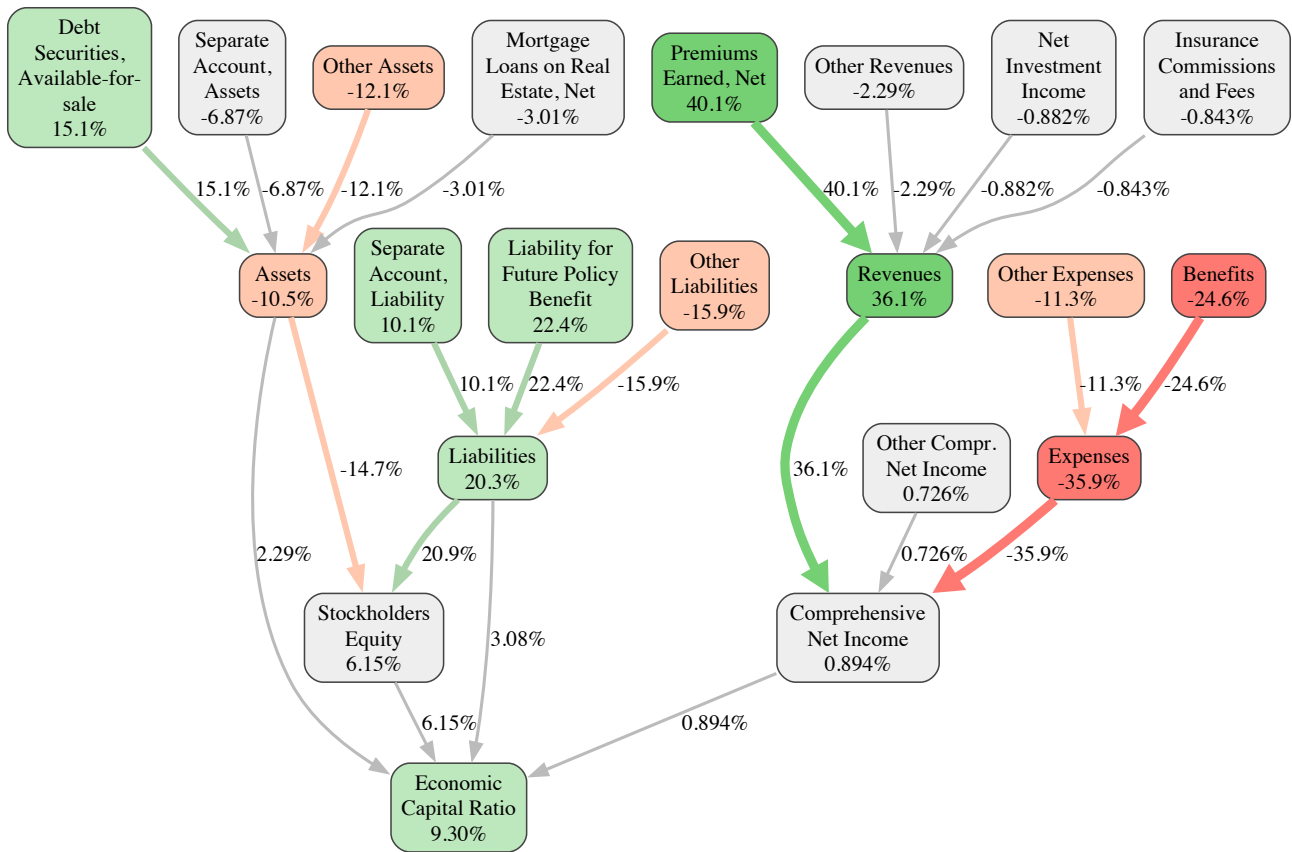 Debt
Securities,
Available-for-
sale
15.1%
Separate
Account,
Assets
-6.87%
Other Assets
-12.1%
Mortgage
Loans on Real
Estate, Net
-3.01%
Premiums
Earned, Net
40.1%
Other Revenues
-2.29%
Net
Investment
Income
-0.882%
Insurance
Commissions
and Fees
-0.843%
15.1%
-6.87%
-12.1%
-3.01%
40.1%
-2.29%
-0.882%
-0.843%
Assets
-10.5%
Separate
Account,
Liability
10.1%
Liability for
Future Policy
Benefit
22.4%
Other
Liabilities
-15.9%
Revenues
36.1%
Other Expenses
-11.3%
Benefits
-24.6%
10.1%
22.4%
-15.9%
-11.3%
-24.6%
-14.7%
Liabilities
20.3%
36.1%
Other Compr.
Net Income
0.726%
Expenses
-35.9%
2.29%
20.9%
0.726%
-35.9%
Stockholders
Equity
6.15%
3.08%
Comprehensive
Net Income
0.894%
6.15%
0.894%
Economic
Capital Ratio
9.30%